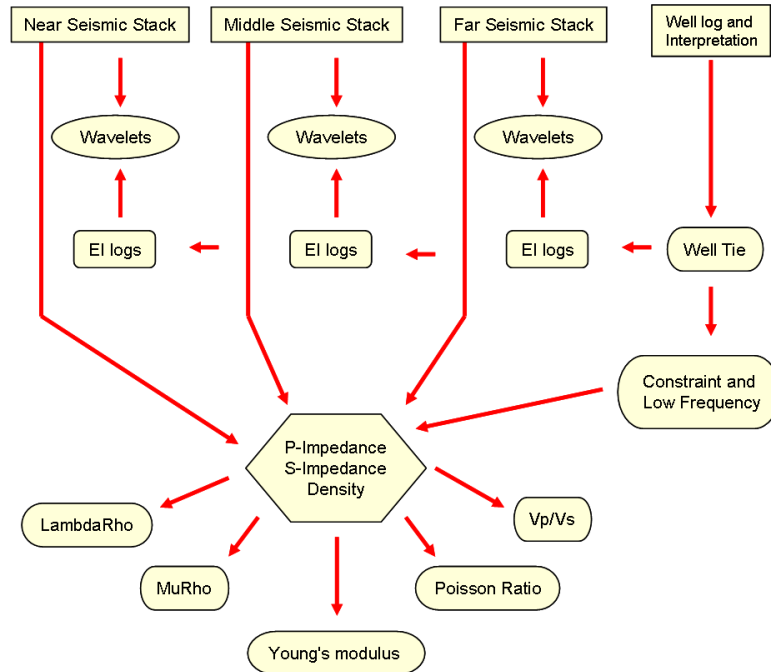 Near Seismic Stack
Middle Seismic Stack
Far Seismic Stack
Well log and
Interpretation
Wavelets
Wavelets
Wavelets
EI logs
EI logs
EI logs
Well Tie
Constraint and
Low Frequency
P-Impedance
S-Impedance
Density
LambdaRho
Vp/Vs
MuRho
Poisson Ratio
Young's modulus